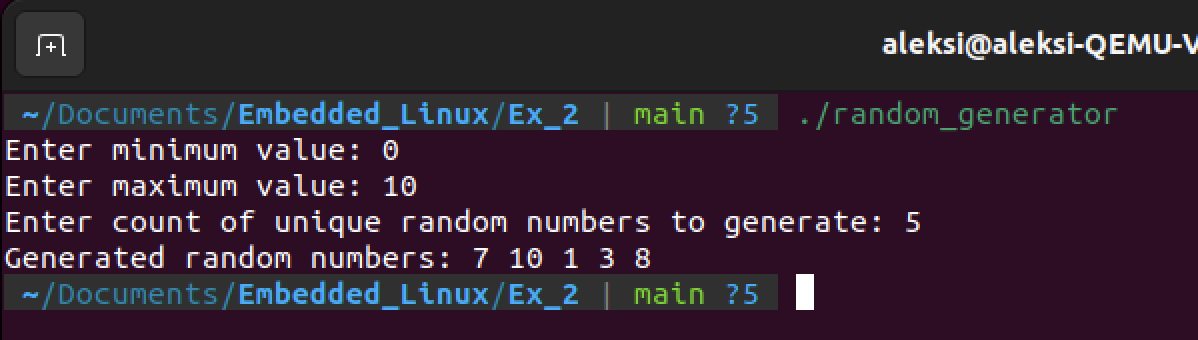 aleksi@aleksi-QEMU-V
~/Documents/Embedded_Linux/Ex_2 | main ?5 ./random_generator
Enter minimum value: 0
Enter maximum value: 10
Enter count of unique random numbers to generate: 5
Generated random numbers: 7 10 1 3 8
~/Documents/Embedded_Linux/Ex_2 | main ?5